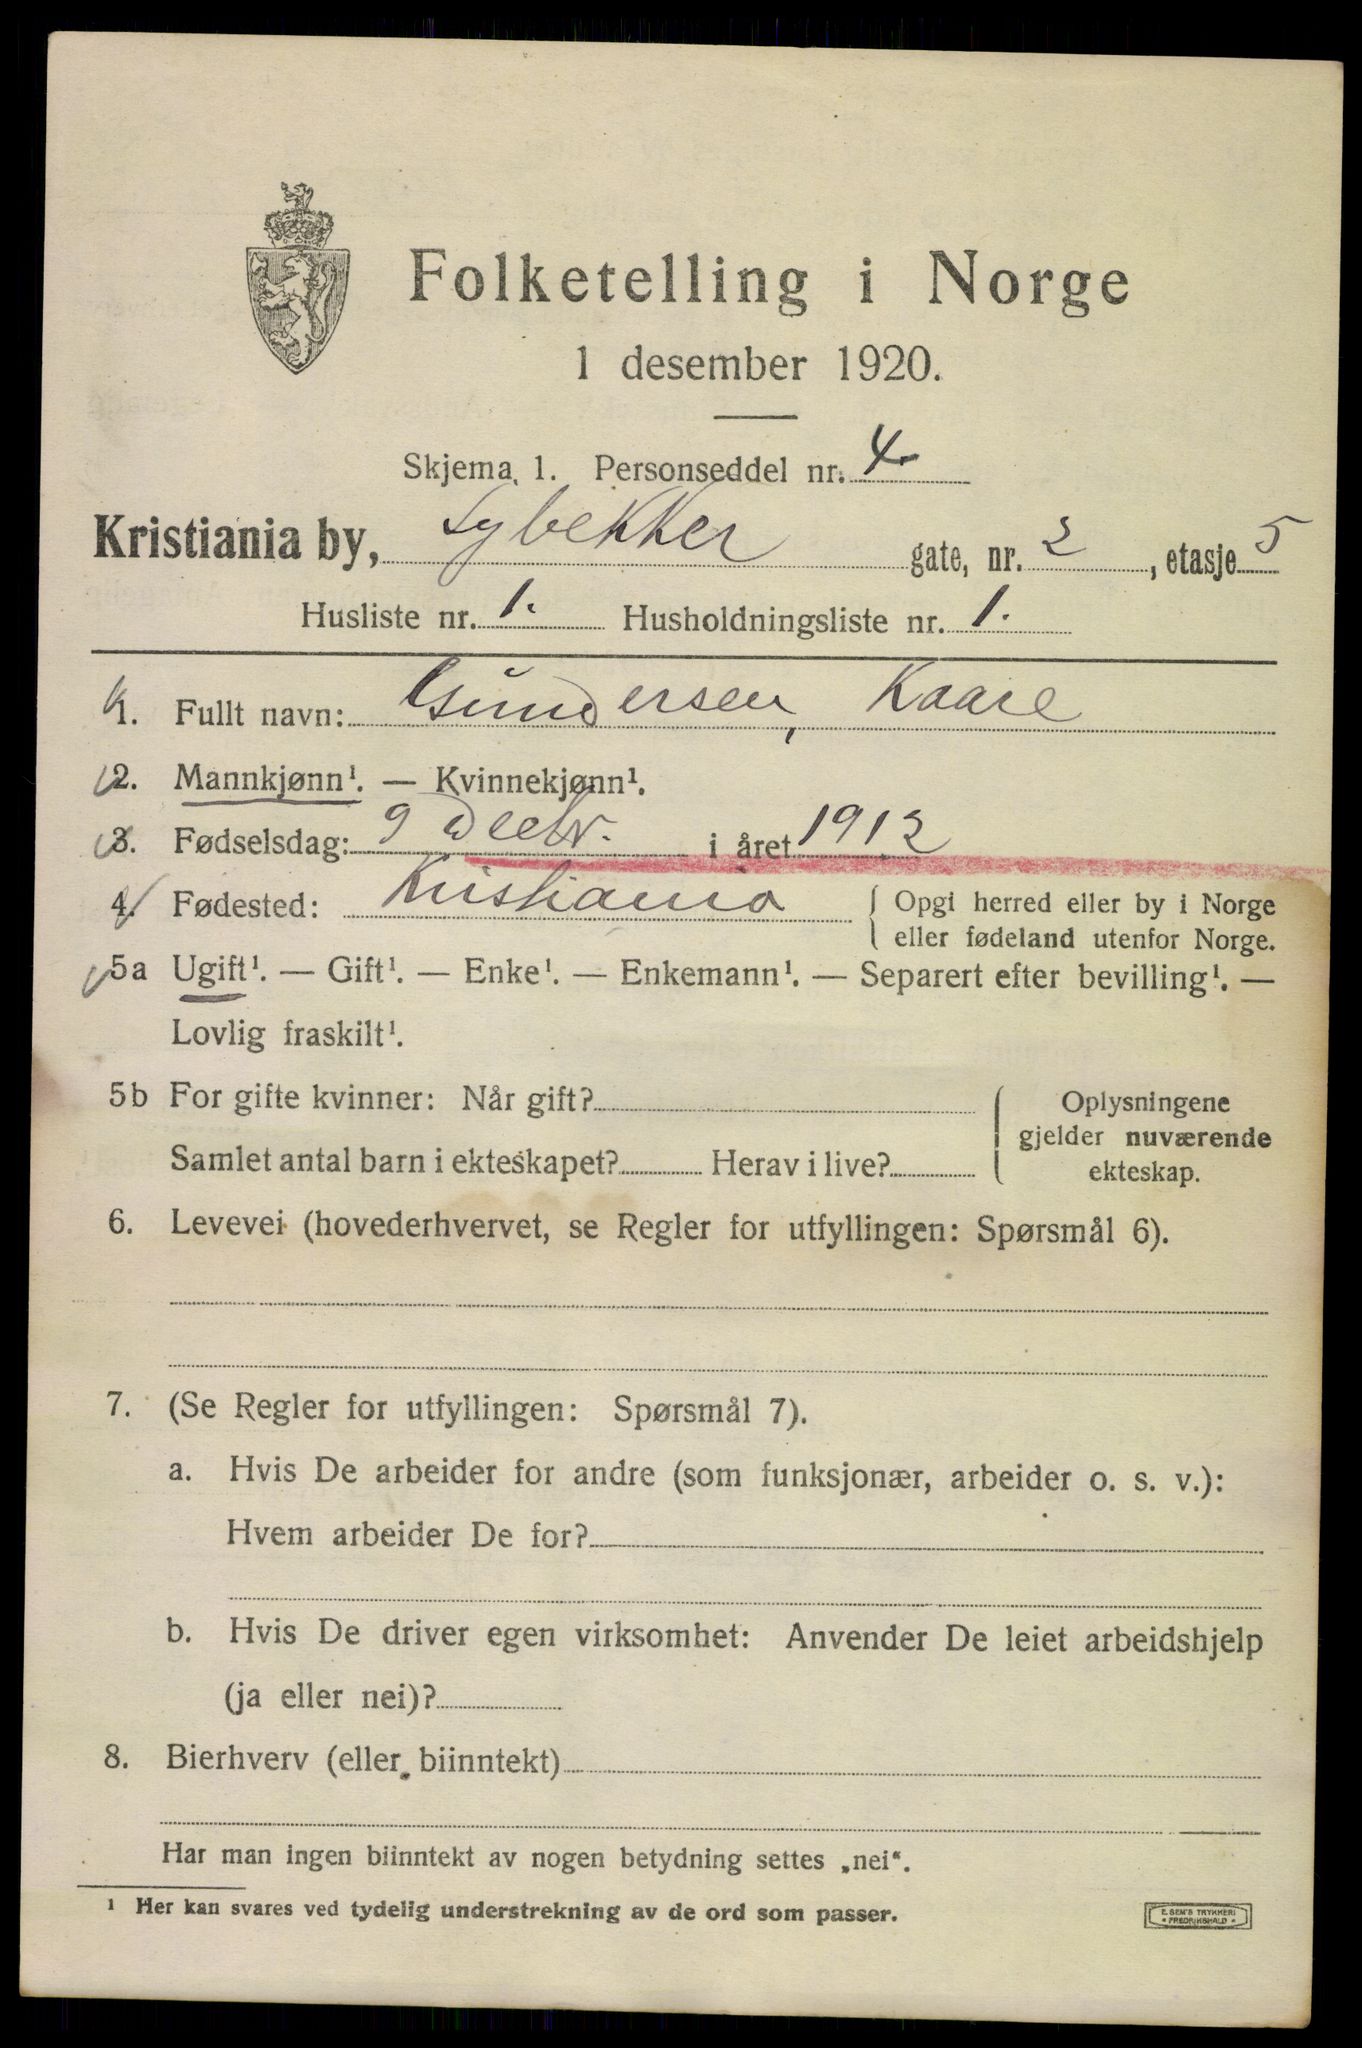 Folketelling i Norge
1 desember 1920.
Skjema 1. Personseddel nr. 4
Kristiania by, Lybekker gate, nr. 2, etasje 5
Husliste nr. 1. Husholdningsliste nr. 1.
1. Fullt navn: Gundersen, Kaare
2. Mannkjønn¹. — Kvinnekjønn¹.
3. Fødselsdag: 9 Decbr. i året 1912
4. Fødested: Kristiania { Opgi herred eller by i Norge
eller fødeland utenfor Norge.
5a Ugift¹. — Gift¹. — Enke¹. — Enkemann¹. — Separert efter bevilling¹. —
Lovlig fraskilt¹.
5b For gifte kvinner: Når gift? { Oplysningene
gjelder nuværende
Samlet antal barn i ekteskapet? Herav i live? ekteskap.
6. Levevei (hovederhvervet, se Regler for utfyllingen: Spørsmål 6).
7. (Se Regler for utfyllingen: Spørsmål 7).
a. Hvis De arbeider for andre (som funksjonær, arbeider o. s. v.):
Hvem arbeider De for?
b. Hvis De driver egen virksomhet: Anvender De leiet arbeidshjelp
(ja eller nei)?
8. Bierhverv (eller biinntekt)
Har man ingen biinntekt av nogen betydning settes „nei“.
¹ Her kan svares ved tydelig understrekning av de ord som passer.
E. SEM'S TRYKKERI
• FREDRIKSHALD •